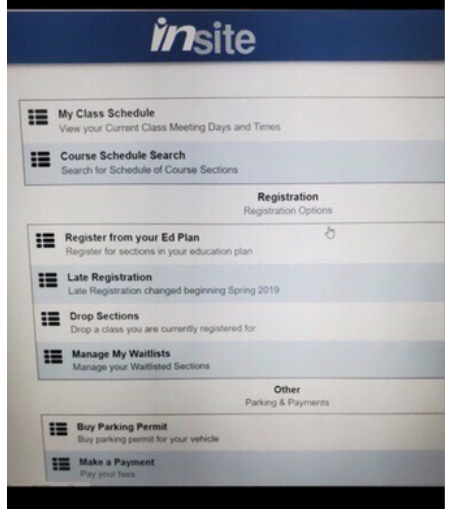 insite
My Class Schedule
View your Current Class Meeting Days and Times
Course Schedule Search
Search for Schedule of Course Sections
Registration
Registration Options
Register from your Ed Plan
Register for sections in your education plan
Late Registration
Late Registration changed beginning Spring 2019
Drop Sections
Drop a class you are currently registered for
Manage My Waitlists
Manage your Waitlisted Sections
Other
Parking & Payments
Buy Parking Permit
Buy parking permit for your vehicle
Make a Payment
Pay your fees